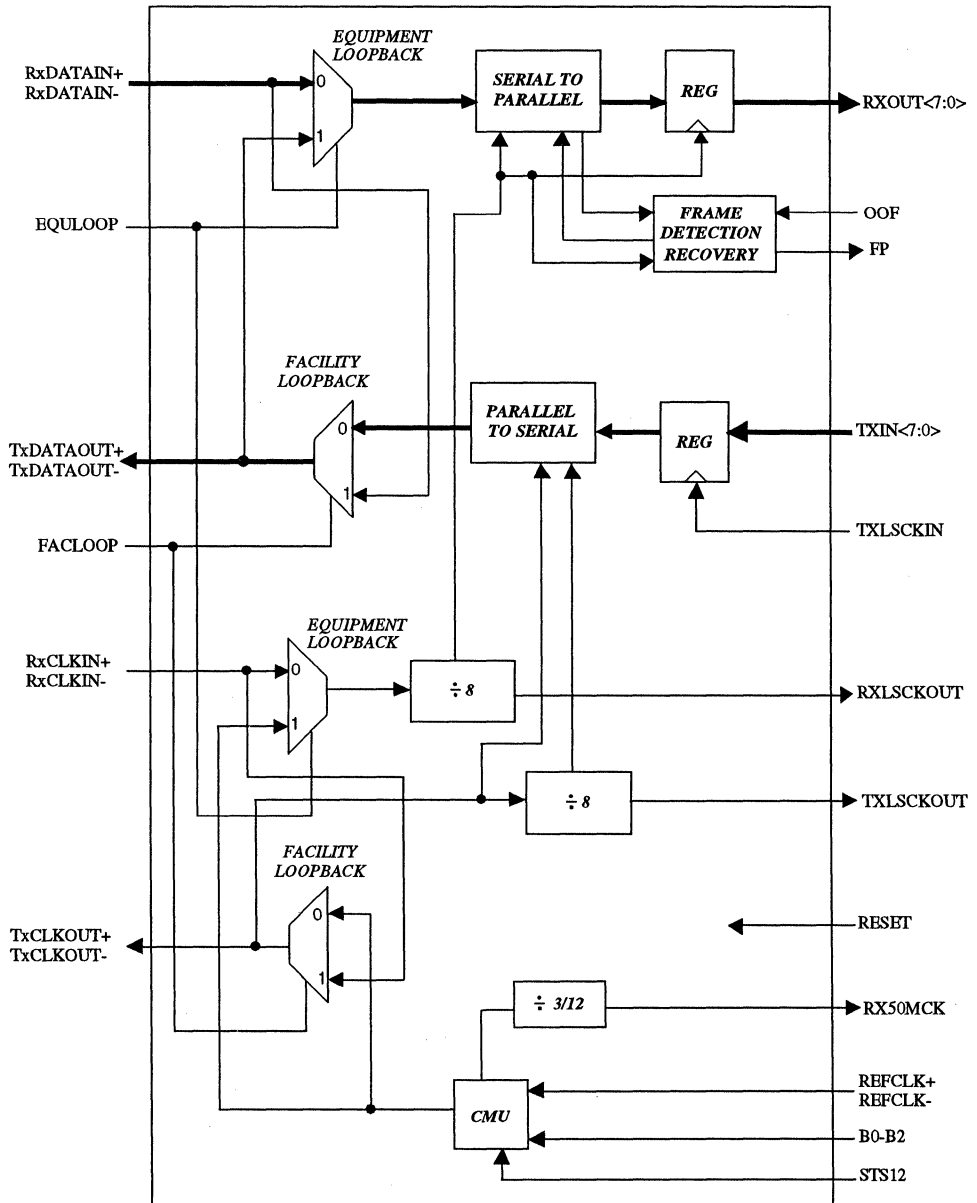 EQUIPMENT
LOOPBACK
RxDATAIN+
RxDATAIN-
0
1
SERIAL TO
PARALLEL
REG
RXOUT<7:0>
EQULOOP
FRAME
DETECTION
RECOVERY
OOF
FP
FACILITY
LOOPBACK
TxDATAOUT+
TxDATAOUT-
0
1
PARALLEL
TO SERIAL
REG
TXIN<7:0>
TXLSCKIN
FACLOOP
EQUIPMENT
LOOPBACK
RxCLKIN+
RxCLKIN-
0
1
÷ 8
RXLSCKOUT
÷ 8
TXLSCKOUT
FACILITY
LOOPBACK
TxCLKOUT+
TxCLKOUT-
0
1
RESET
÷ 3/12
RX50MCK
CMU
REFCLK+
REFCLK-
B0-B2
STS12